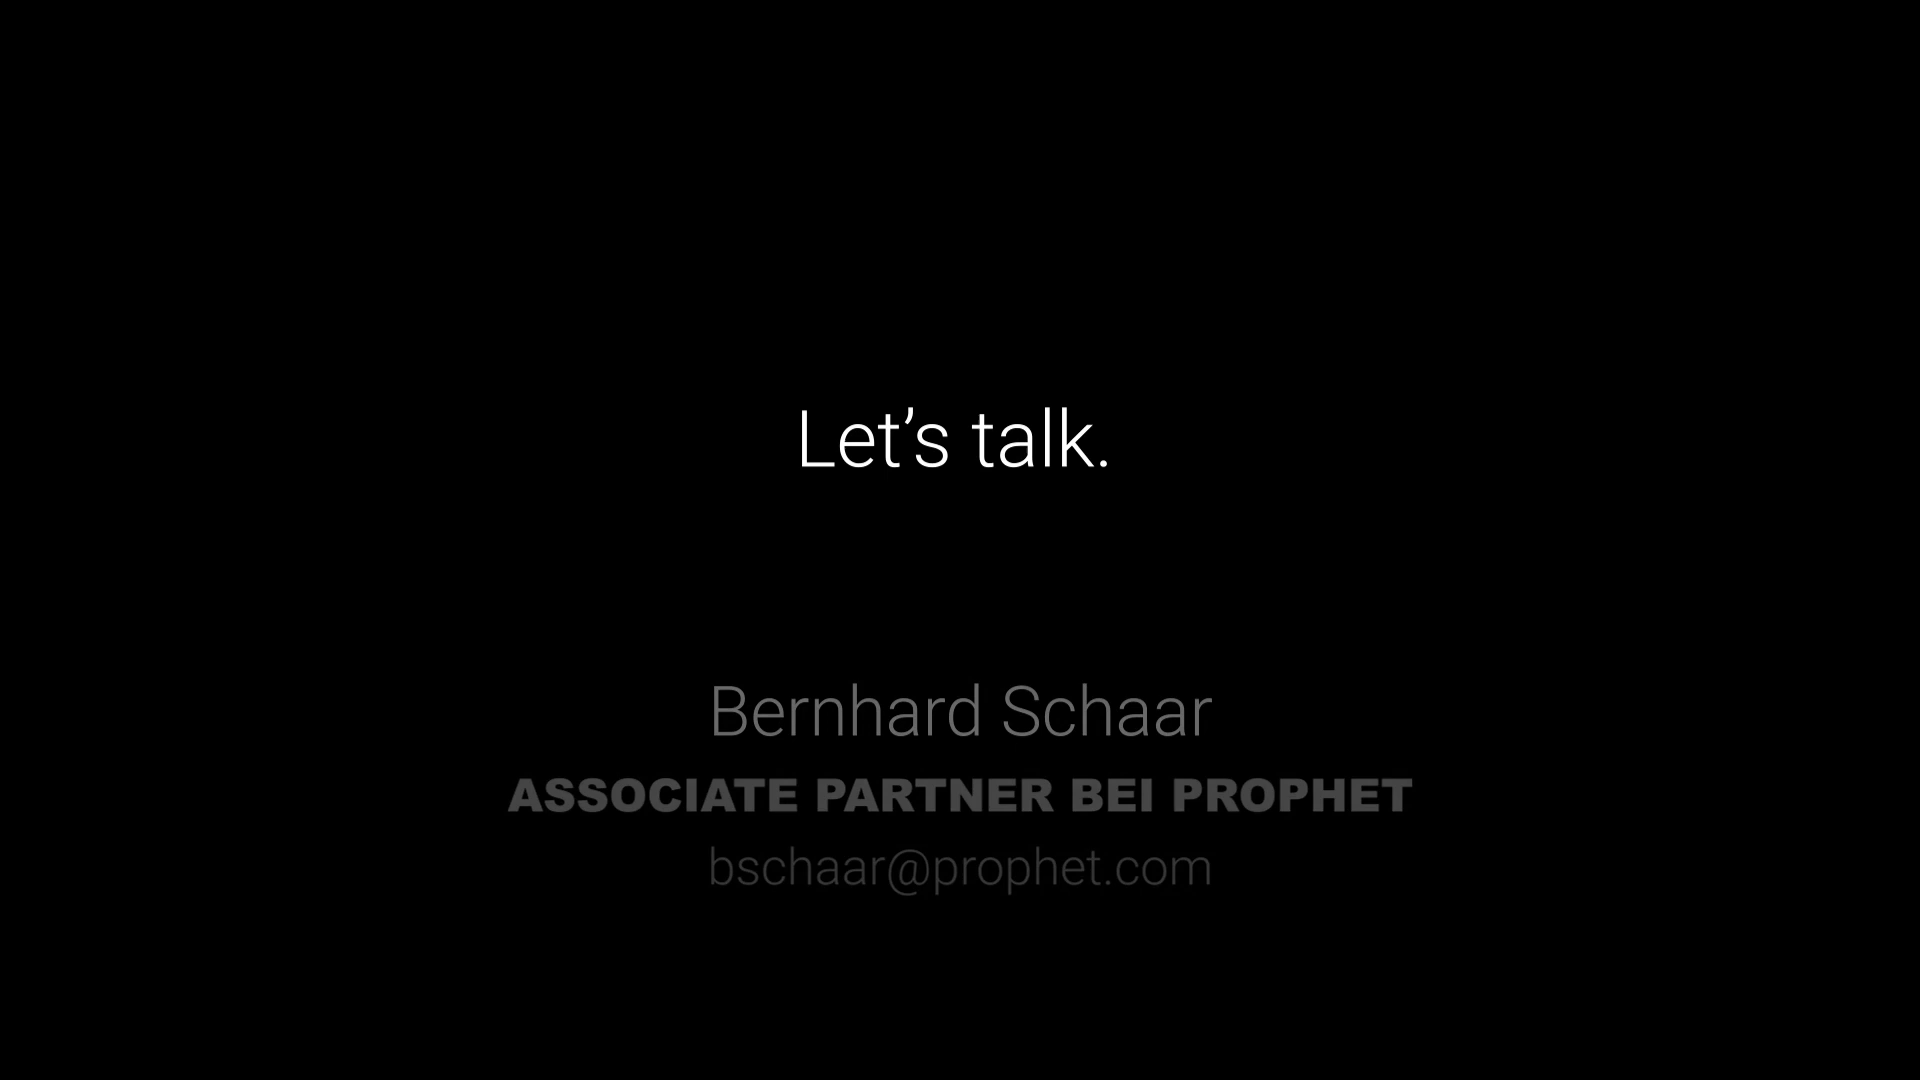 Let’s talk.
Bernhard Schaar
ASSOCIATE PARTNER BEI PROPHET
bschaar@prophet.com